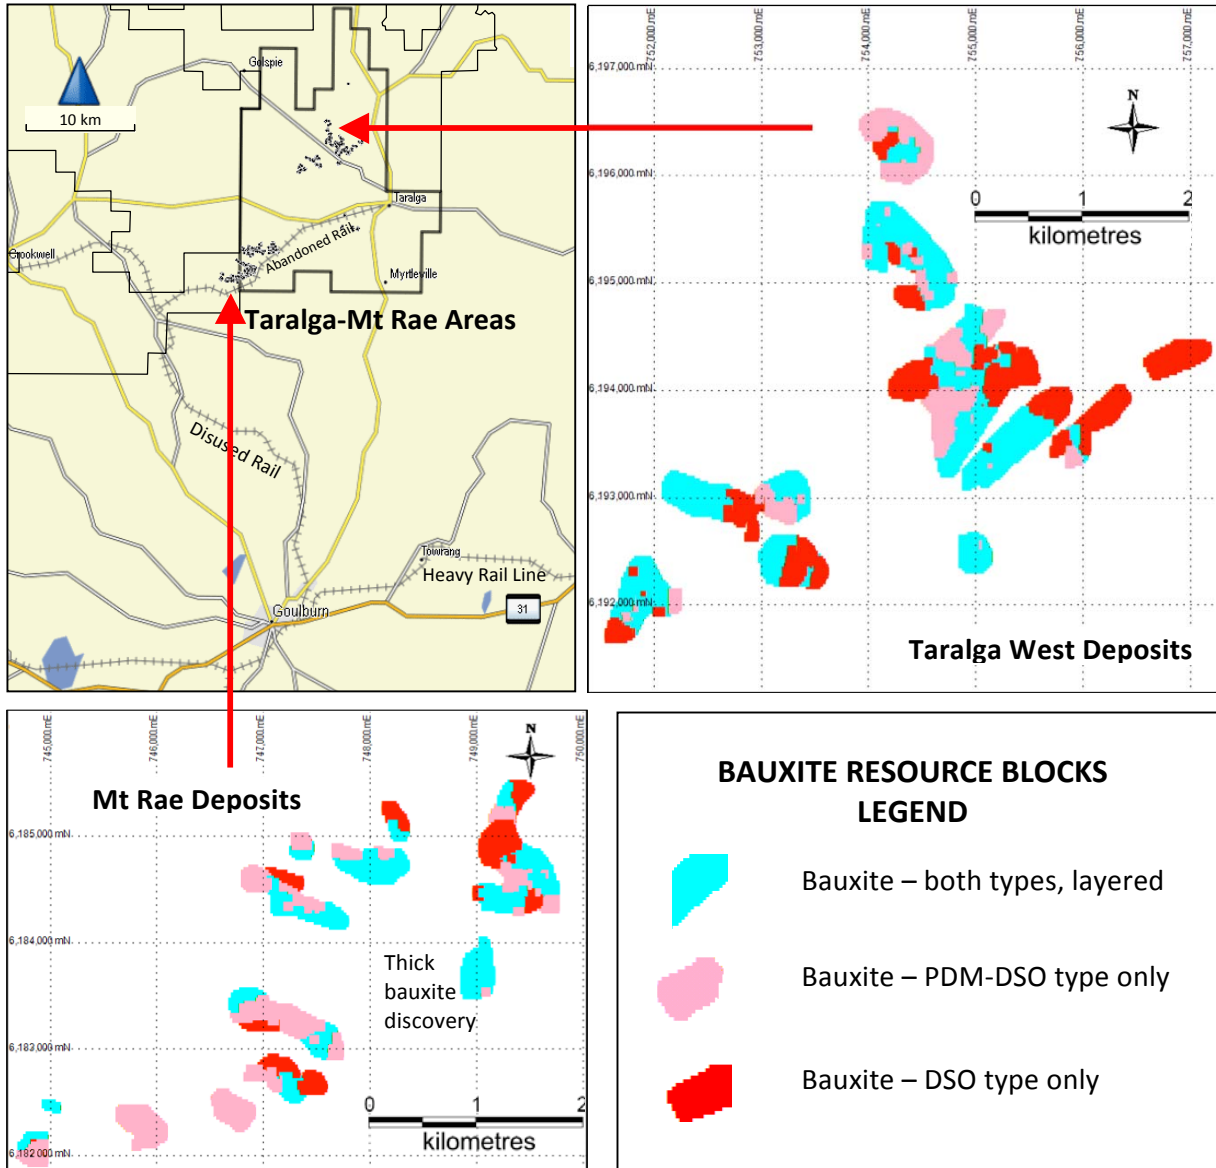 Golspie
10 km
Taralga
Crookwell
Abandoned Rail
Myrtleville
Taralga-Mt Rae Areas
Disused Rail
Towrang
Heavy Rail Line
31
Goulburn
752,000.mE
753,000.mE
754,000.mE
755,000.mE
756,000.mE
757,000.mE
6,197,000.mN
N
6,196,000.mN
0 1 2
kilometres
6,195,000.mN
6,194,000.mN
6,193,000.mN
6,192,000.mN
Taralga West Deposits
745,000.mE
746,000.mE
747,000.mE
748,000.mE
749,000.mE
750,000.mE
N
Mt Rae Deposits
6,185,000.mN
6,184,000.mN
Thick
bauxite
discovery
6,183,000.mN
0 1 2
kilometres
6,182,000.mN
BAUXITE RESOURCE BLOCKS
LEGEND
Bauxite – both types, layered
Bauxite – PDM-DSO type only
Bauxite – DSO type only